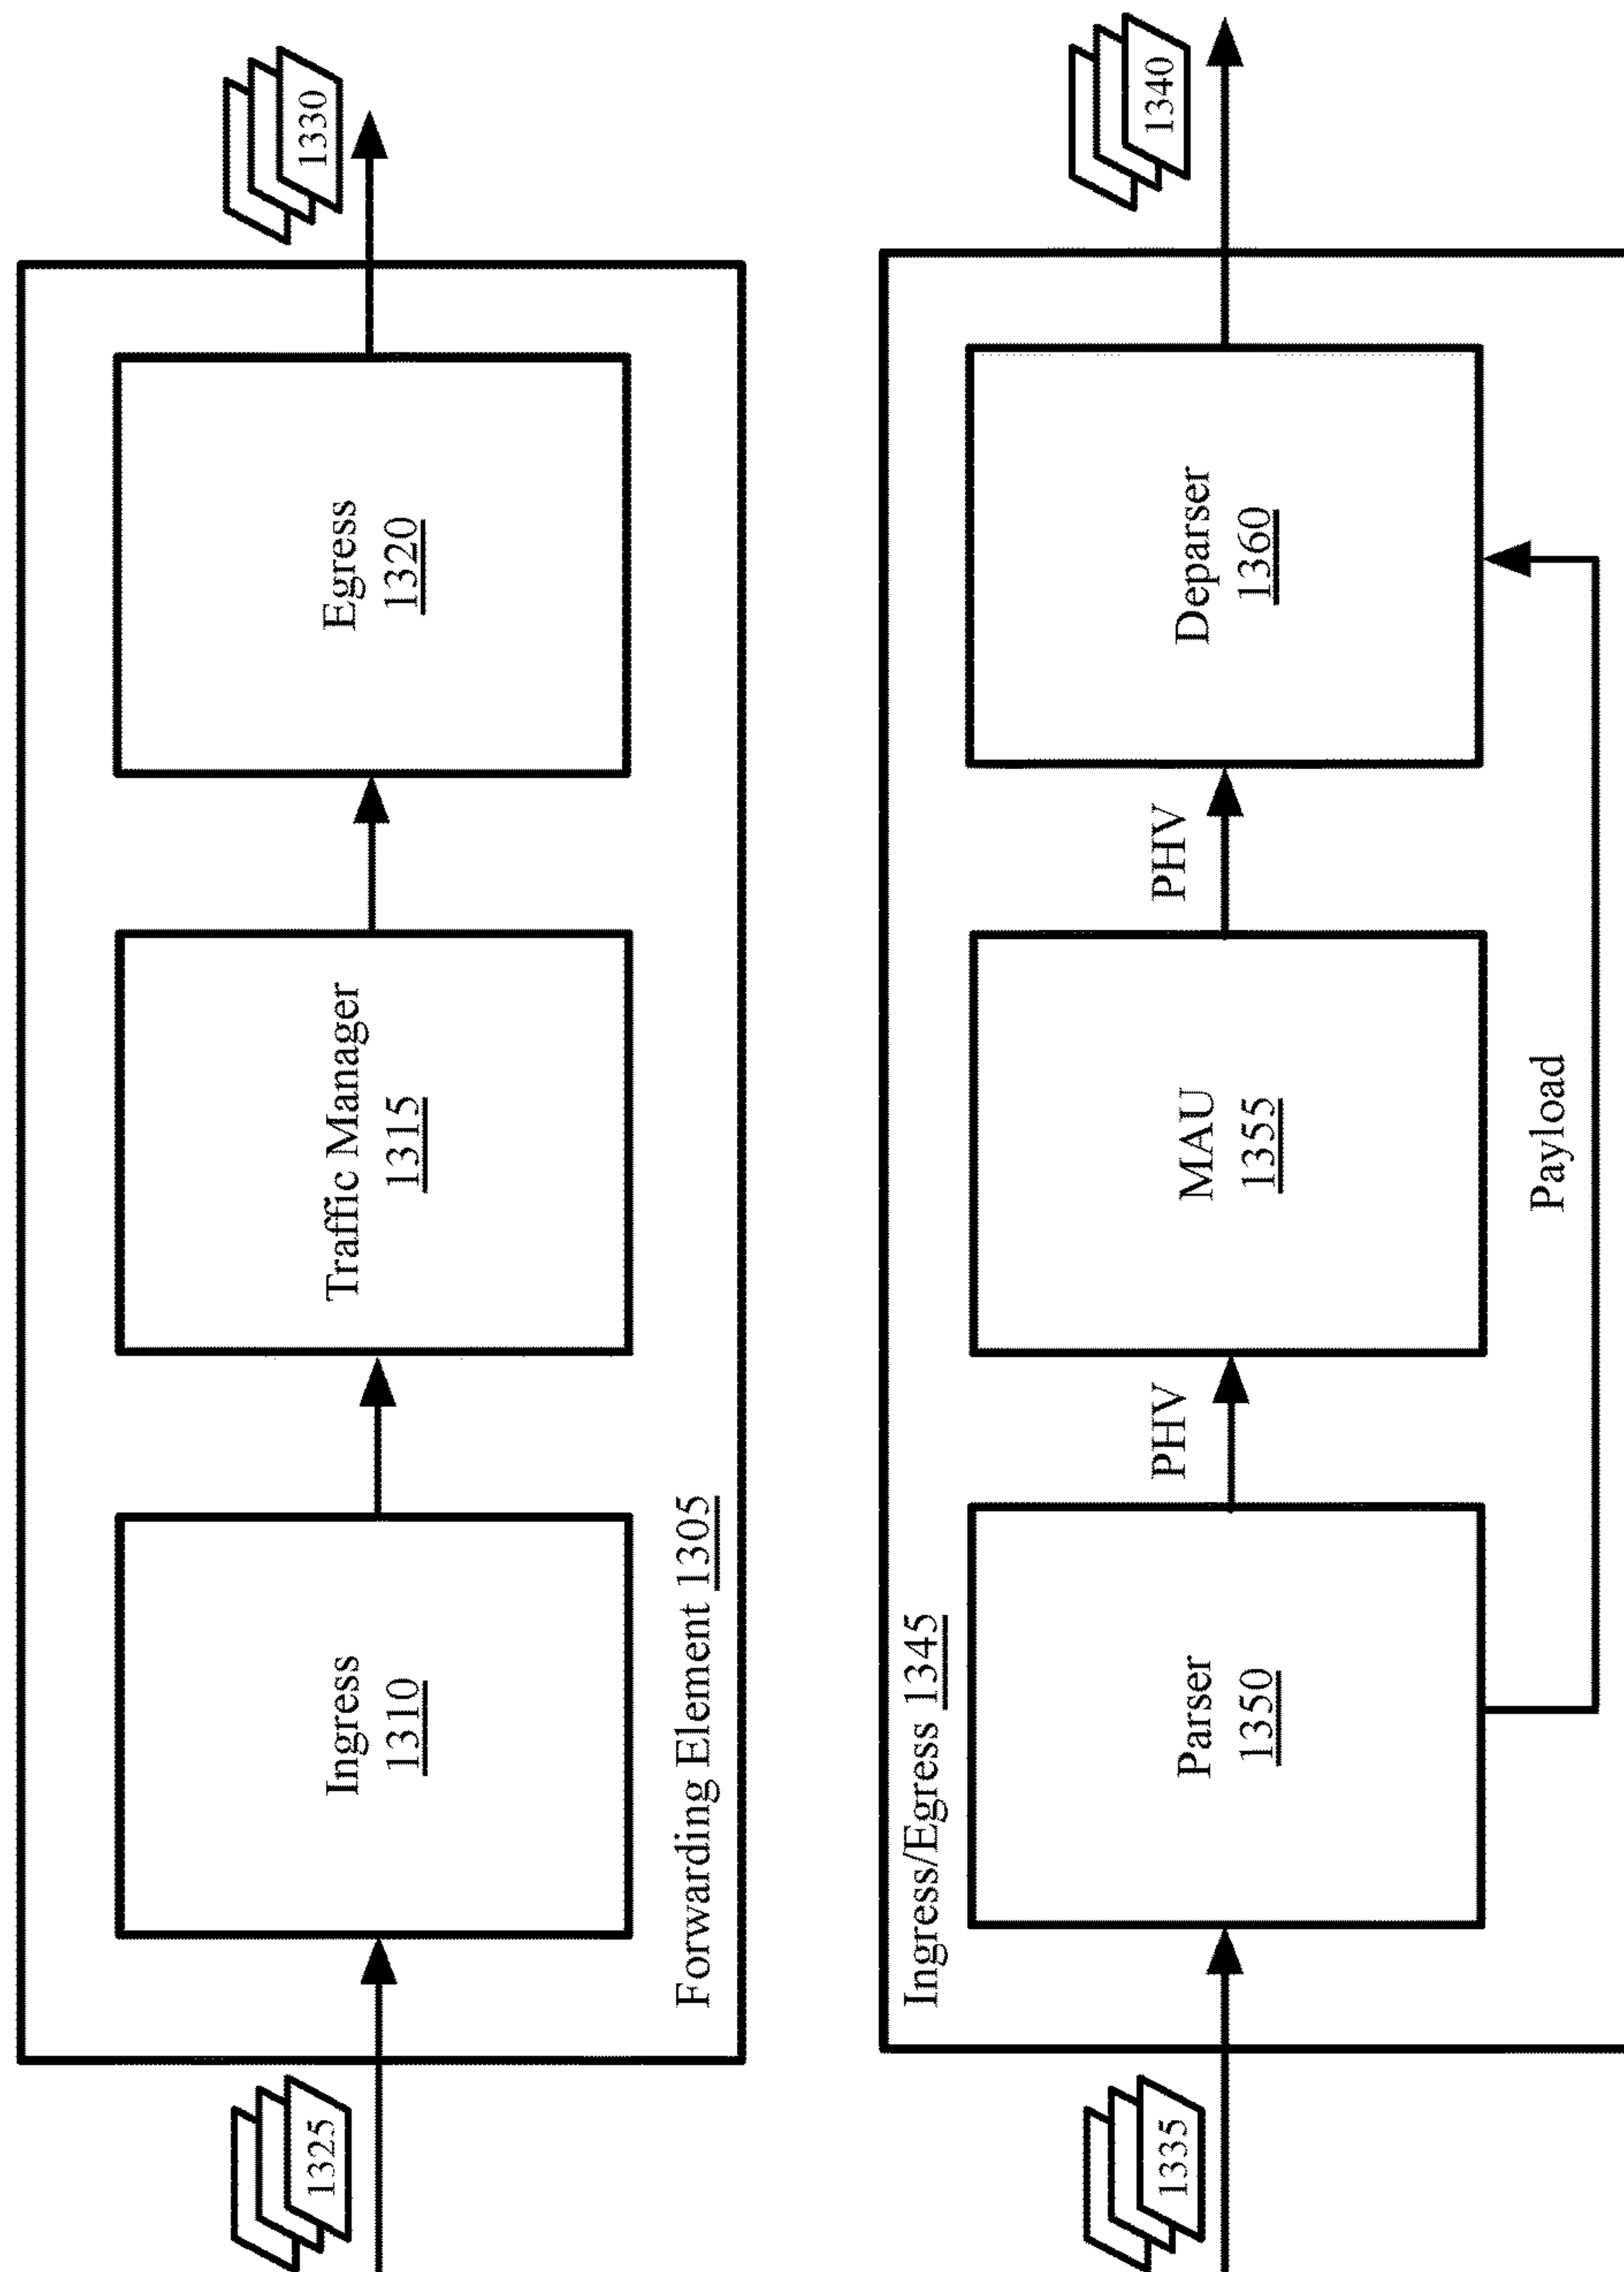 1325
Ingress
1310
Traffic Manager
1315
Egress
1320
1330
Forwarding Element 1305
Ingress/Egress 1345
1335
Parser
1350
PHV
MAU
1355
PHV
Deparser
1360
1340
Payload